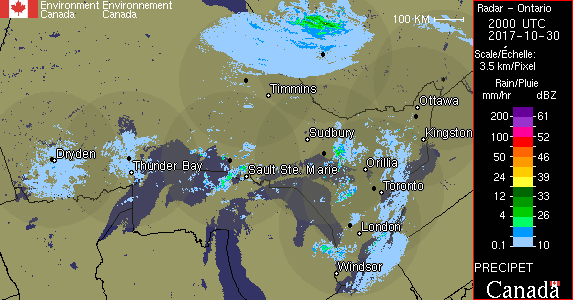 Environment Environnement
Canada Canada
100 KM
Timmins
Ottawa
Sudbury
Kingston
Dryden
Thunder Bay
Sault Ste. Marie
Orillia
Toronto
London
Windsor
Radar - Ontario
2000 UTC
2017-10-30
Scale/Échelle:
3.5 km/Pixel
Rain/Pluie
mm/hr dBZ
200 61
100 52
50 46
24 39
12 33
4 26
0.1 10
PRECIPET
Canada